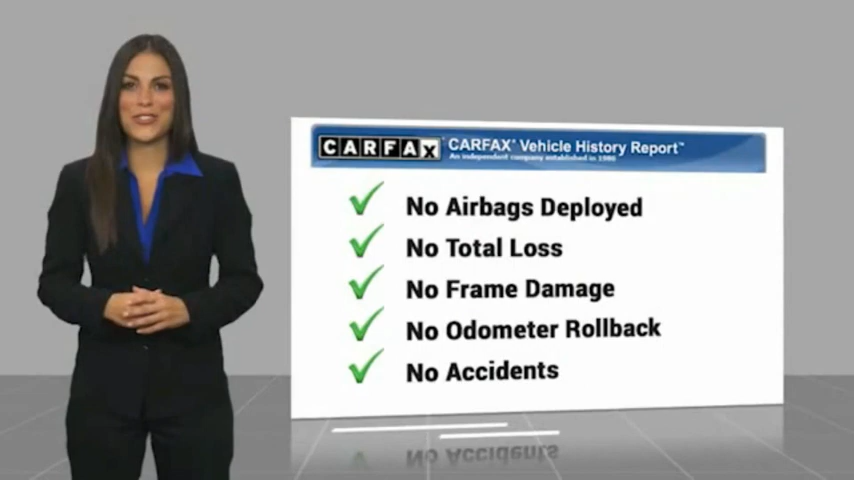 CARFAX CARFAX® Vehicle History Report™
An independent company established in 1986
No Airbags Deployed
No Total Loss
No Frame Damage
No Odometer Rollback
No Accidents
No Accidents